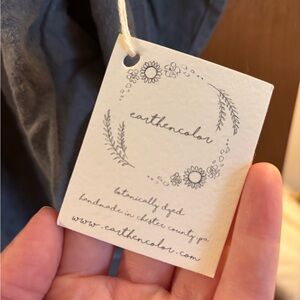 earthencolor
botanically dyed
handmade in chester county pa
www.earthencolor.com